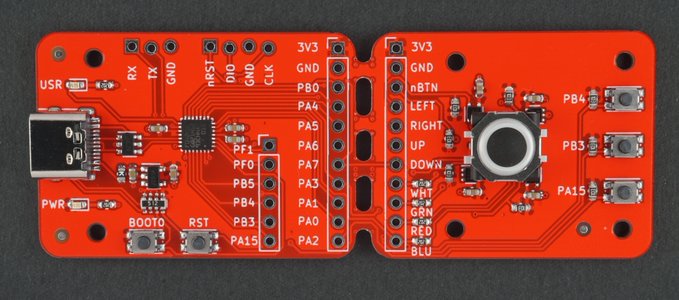 RX
TX
GND
nRST
DIO
GND
CLK
USR
PWR
BOOT0
RST
PF1
PF0
PB5
PB4
PB3
PA15
3V3
GND
PB0
PA4
PA5
PA6
PA7
PA3
PA1
PA0
PA2
3V3
GND
nBTN
LEFT
RIGHT
UP
DOWN
WHT
GRN
RED
BLU
PB4
PB3
PA15